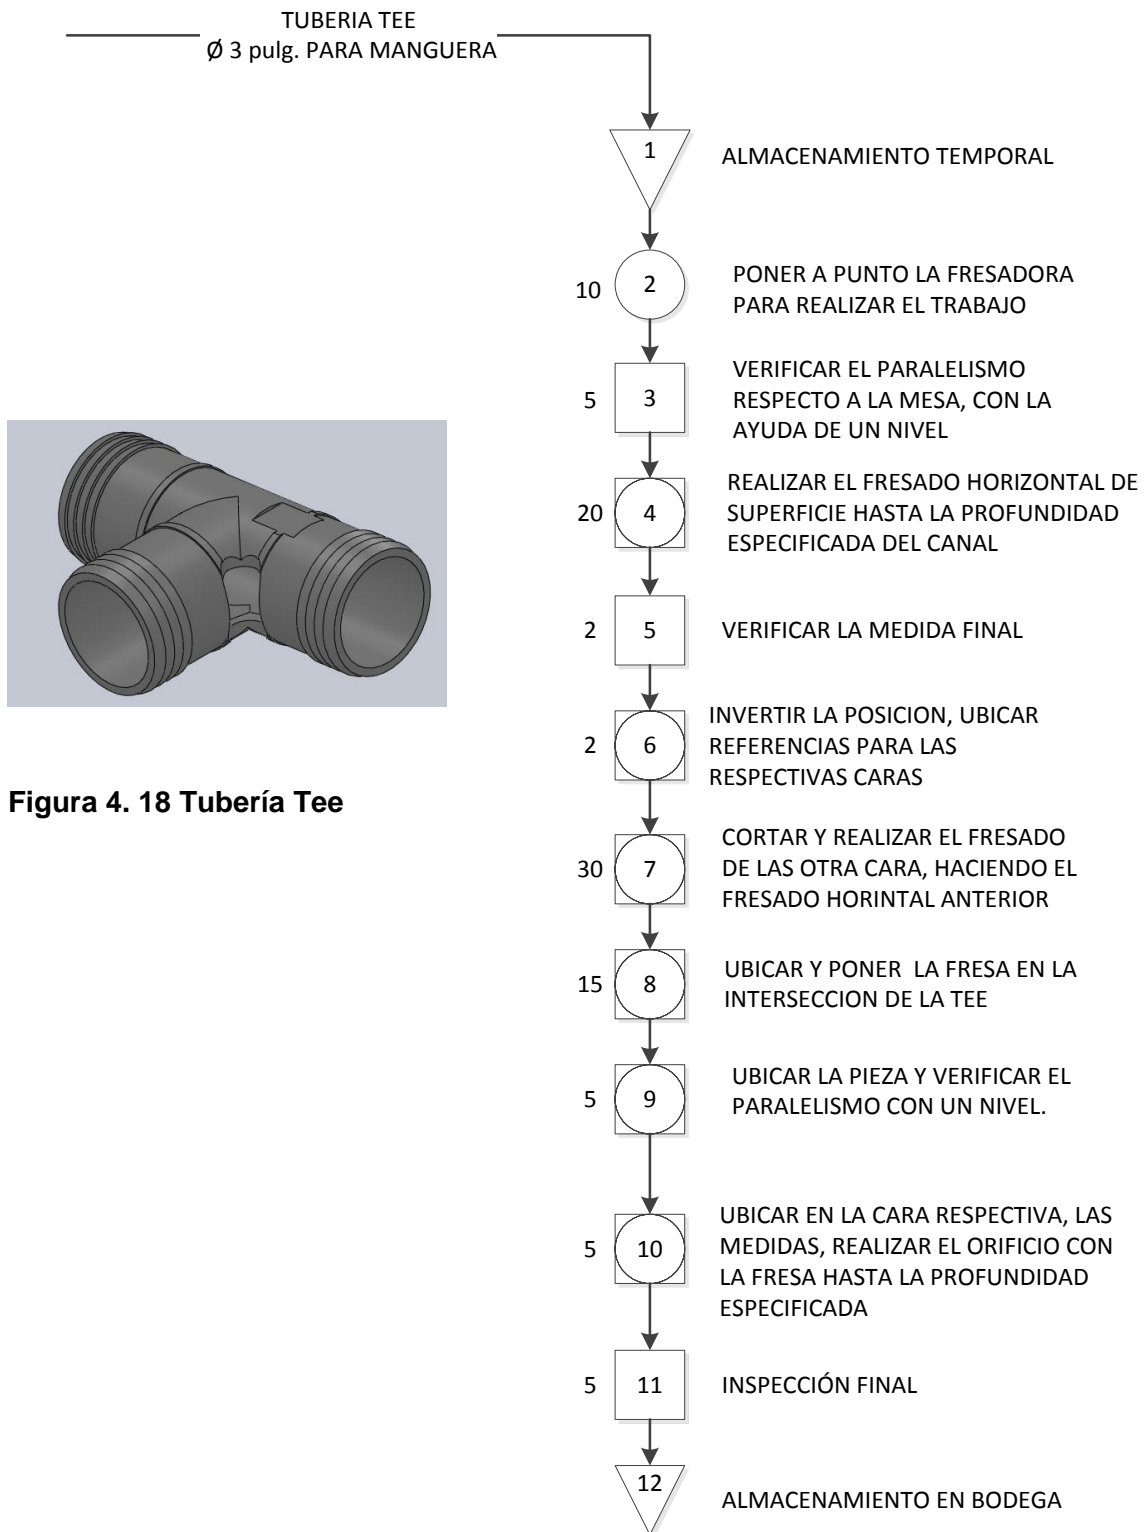 TUBERIA TEE
Ø 3 pulg. PARA MANGUERA
1
ALMACENAMIENTO TEMPORAL
10
2
PONER A PUNTO LA FRESADORA
PARA REALIZAR EL TRABAJO
5
3
VERIFICAR EL PARALELISMO
RESPECTO A LA MESA, CON LA
AYUDA DE UN NIVEL
20
4
REALIZAR EL FRESADO HORIZONTAL DE
SUPERFICIE HASTA LA PROFUNDIDAD
ESPECIFICADA DEL CANAL
2
5
VERIFICAR LA MEDIDA FINAL
2
6
INVERTIR LA POSICION, UBICAR
REFERENCIAS PARA LAS
RESPECTIVAS CARAS
Figura 4. 18 Tubería Tee
30
7
CORTAR Y REALIZAR EL FRESADO
DE LAS OTRA CARA, HACIENDO EL
FRESADO HORINTAL ANTERIOR
15
8
UBICAR Y PONER  LA FRESA EN LA
INTERSECCION DE LA TEE
5
9
UBICAR LA PIEZA Y VERIFICAR EL
PARALELISMO CON UN NIVEL.
5
10
UBICAR EN LA CARA RESPECTIVA, LAS
MEDIDAS, REALIZAR EL ORIFICIO CON
LA FRESA HASTA LA PROFUNDIDAD
ESPECIFICADA
5
11
INSPECCIÓN FINAL
12
ALMACENAMIENTO EN BODEGA